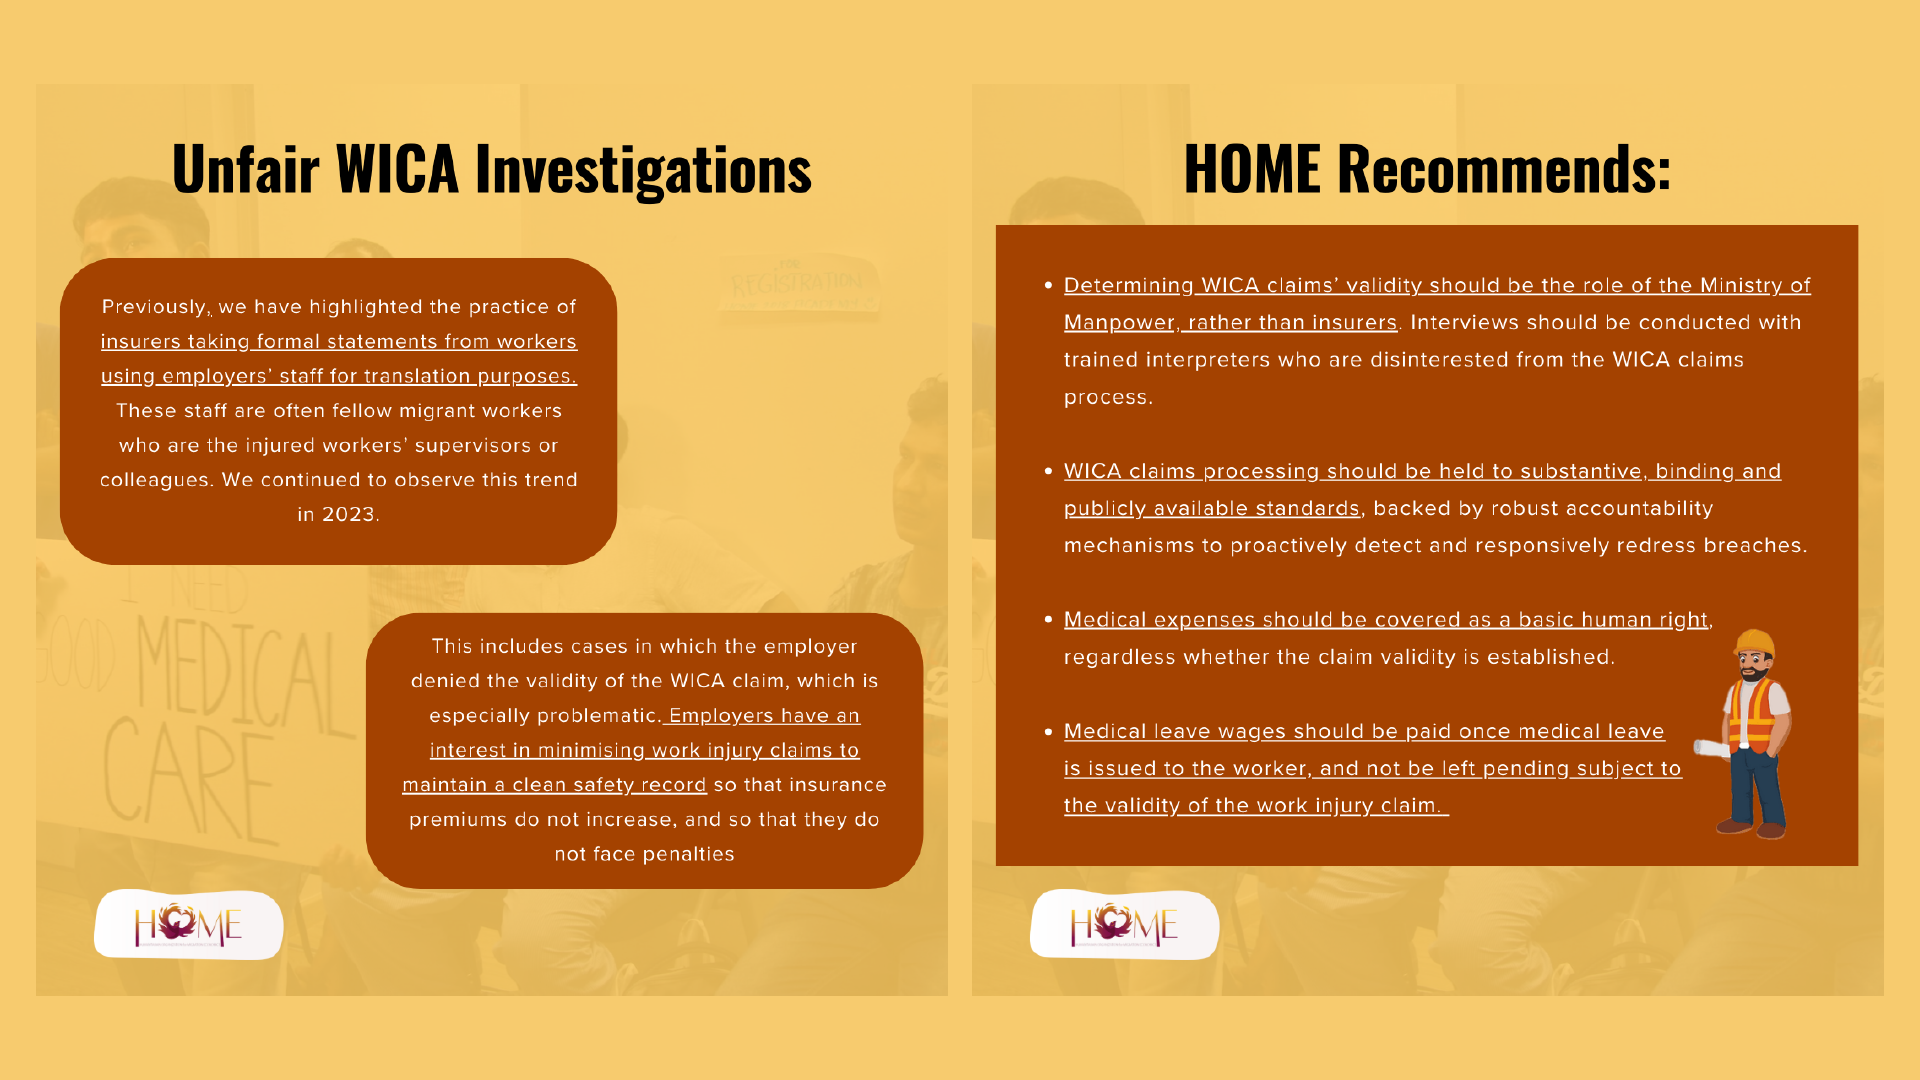 Unfair WICA Investigations
Previously, we have highlighted the practice of
insurers taking formal statements from workers
using employers’ staff for translation purposes.
These staff are often fellow migrant workers
who are the injured workers’ supervisors or
colleagues. We continued to observe this trend
in 2023.
I NEED
GOOD MEDICAL
CARE
REGISTRATION
This includes cases in which the employer
denied the validity of the WICA claim, which is
especially problematic. Employers have an
interest in minimising work injury claims to
maintain a clean safety record so that insurance
premiums do not increase, and so that they do
not face penalties
HOME
HOME Recommends:
• Determining WICA claims’ validity should be the role of the Ministry of
Manpower, rather than insurers. Interviews should be conducted with
trained interpreters who are disinterested from the WICA claims
process.
• WICA claims processing should be held to substantive, binding and
publicly available standards, backed by robust accountability
mechanisms to proactively detect and responsively redress breaches.
• Medical expenses should be covered as a basic human right,
regardless whether the claim validity is established.
• Medical leave wages should be paid once medical leave
is issued to the worker, and not be left pending subject to
the validity of the work injury claim.
HOME